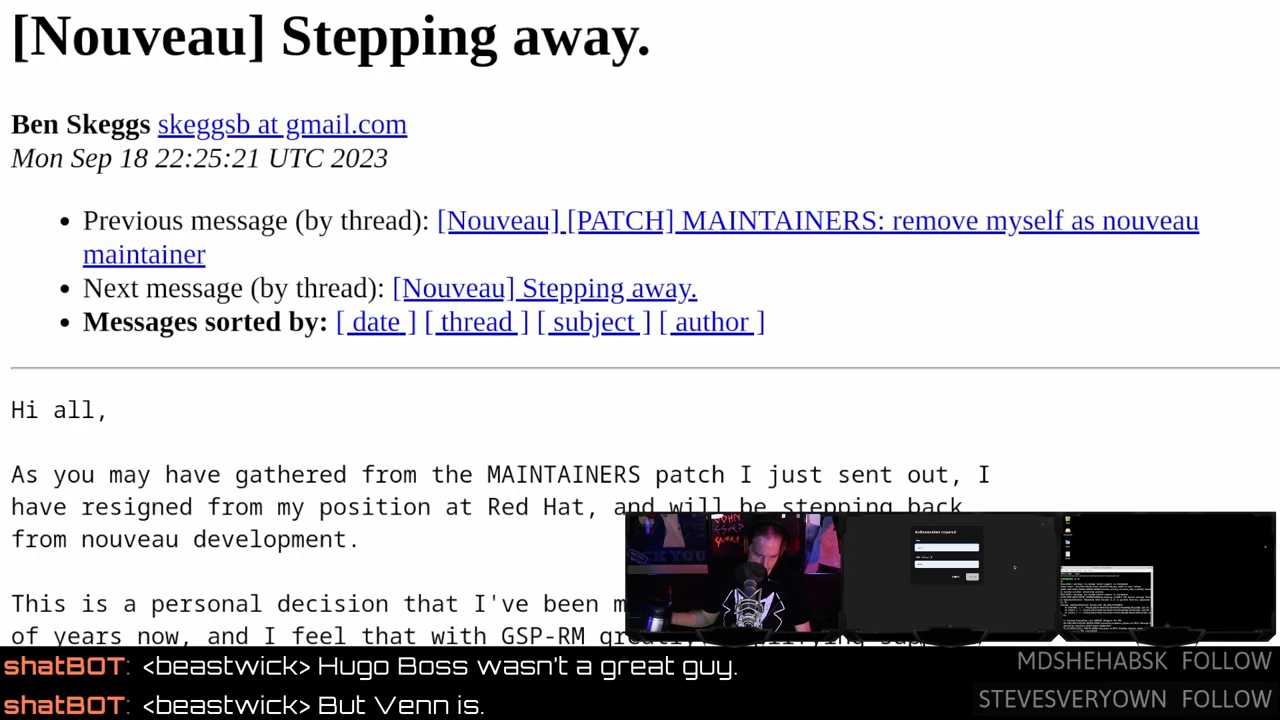 [Nouveau] Stepping away.
Ben Skeggs skeggsb at gmail.com
Mon Sep 18 22:25:21 UTC 2023
• Previous message (by thread): [Nouveau] [PATCH] MAINTAINERS: remove myself as nouveau
maintainer
• Next message (by thread): [Nouveau] Stepping away.
• Messages sorted by: [ date ] [ thread ] [ subject ] [ author ]
Hi all,
As you may have gathered from the MAINTAINERS patch I just sent out, I
have resigned from my position at Red Hat, and will be stepping back
from nouveau development.
This is a personal decision that I've been
of years now, and I feel that with GSP-RM
shatBOT: <beastwick> Hugo Boss wasn't a great guy.
shatBOT: <beastwick> But Venn is.
MDSHEHABSK FOLLOW
STEVESVERYOWN FOLLOW